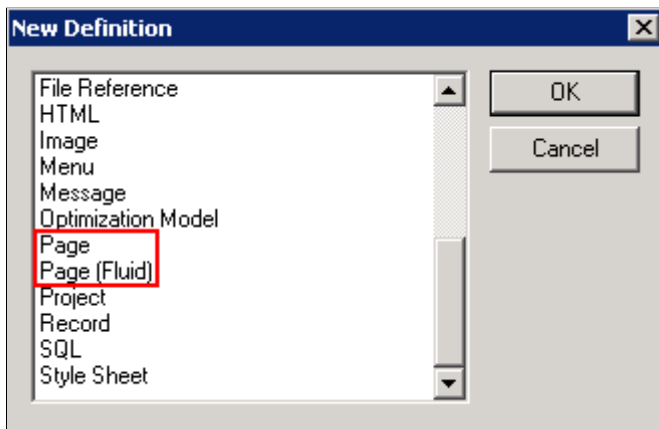 New Definition
File Reference
HTML
Image
Menu
Message
Optimization Model
Page
Page (Fluid)
Project
Record
SQL
Style Sheet
OK
Cancel